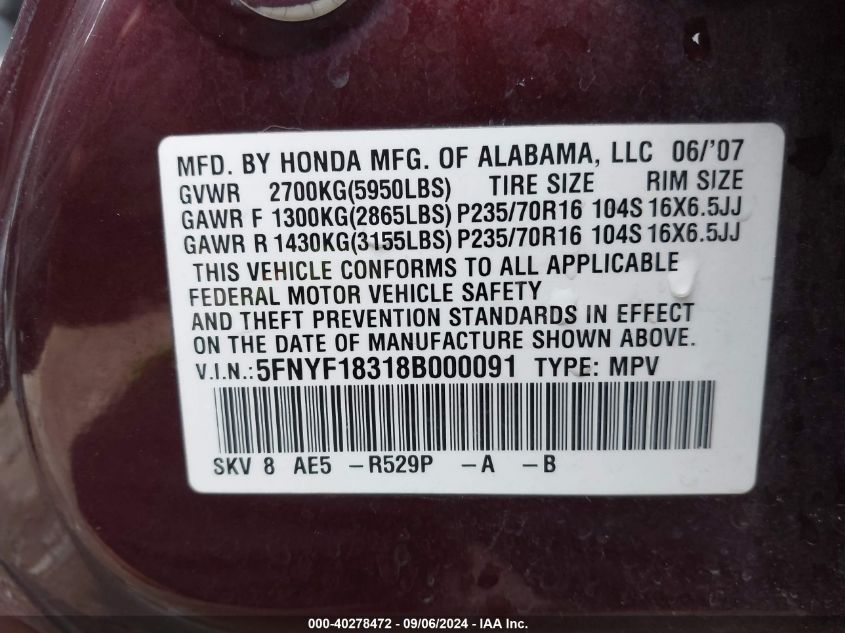 MFD. BY HONDA MFG. OF ALABAMA, LLC 06/'07
GVWR 2700KG(5950LBS) TIRE SIZE RIM SIZE
GAWR F 1300KG(2865LBS) P235/70R16 104S 16X6.5JJ
GAWR R 1430KG(3155LBS) P235/70R16 104S 16X6.5JJ
THIS VEHICLE CONFORMS TO ALL APPLICABLE
FEDERAL MOTOR VEHICLE SAFETY
AND THEFT PREVENTION STANDARDS IN EFFECT
ON THE DATE OF MANUFACTURE SHOWN ABOVE.
V.I.N.: 5FNYF18318B000091 TYPE: MPV
SKV 8 AE5 -R529P -A -B
000-40278472 - 09/06/2024 - IAA Inc.